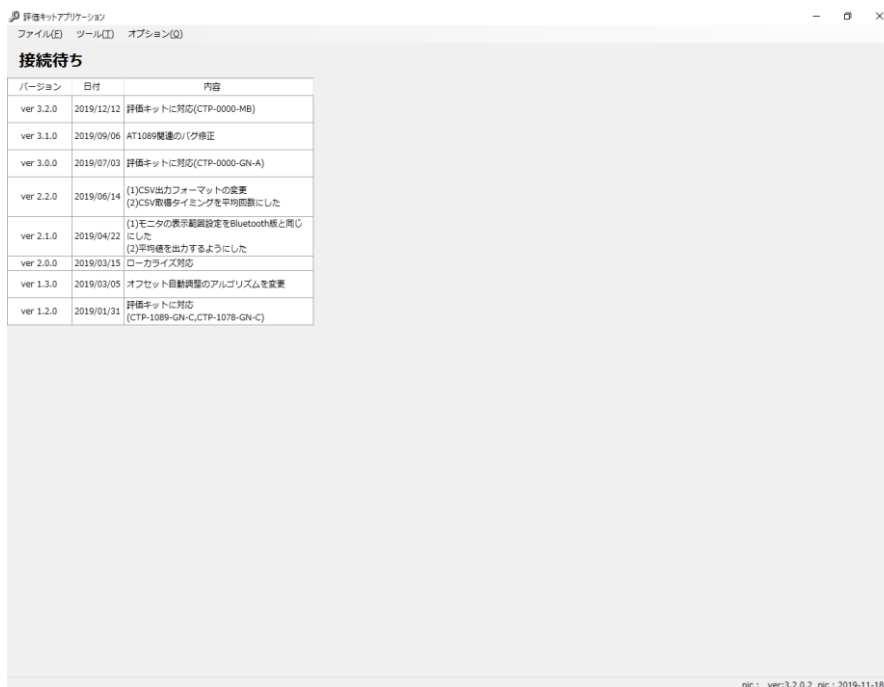 評価キットアプリケーション
ファイル(F) ツール(T) オプション(O)
接続待ち
バージョン 日付 内容
ver 3.2.0 2019/12/12 評価キットに対応(CTP-0000-MB)
ver 3.1.0 2019/09/06 AT1089関連のバグ修正
ver 3.0.0 2019/07/03 評価キットに対応(CTP-0000-GN-A)
ver 2.2.0 2019/06/14 (1)CSV出力フォーマットの変更
(2)CSV取得タイミングを平均回数にした
ver 2.1.0 2019/04/22 (1)モニタの表示範囲設定をBluetooth版と同じ
にした
(2)平均値を出力するようにした
ver 2.0.0 2019/03/15 ローカライズ対応
ver 1.3.0 2019/03/05 オフセット自動調整のアルゴリズムを変更
ver 1.2.0 2019/01/31 評価キットに対応
(CTP-1089-GN-C,CTP-1078-GN-C)
pic : ver:3.2.0.2 pic : 2019-11-18